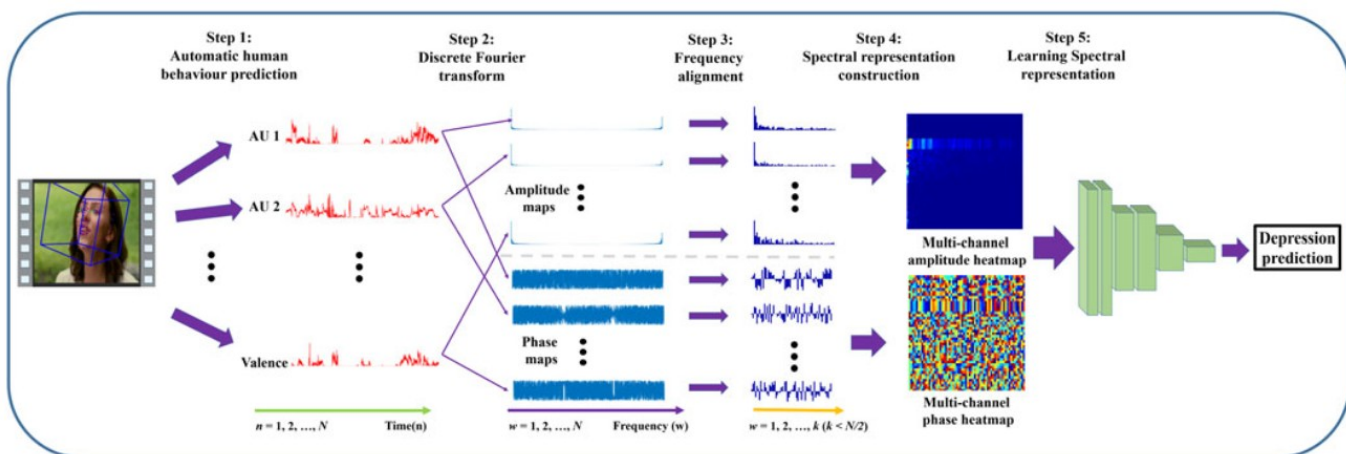 Step 1:
Automatic human
behaviour prediction
Step 2:
Discrete Fourier
transform
Step 3:
Frequency
alignment
Step 4:
Spectral representation
construction
Step 5:
Learning Spectral
representation
AU 1
AU 2
Valence
Amplitude
maps
Phase
maps
Multi-channel
amplitude heatmap
Multi-channel
phase heatmap
Depression
prediction
n = 1, 2, …, N Time(n)
w = 1, 2, …, N Frequency (w)
w = 1, 2, …, k (k < N/2)